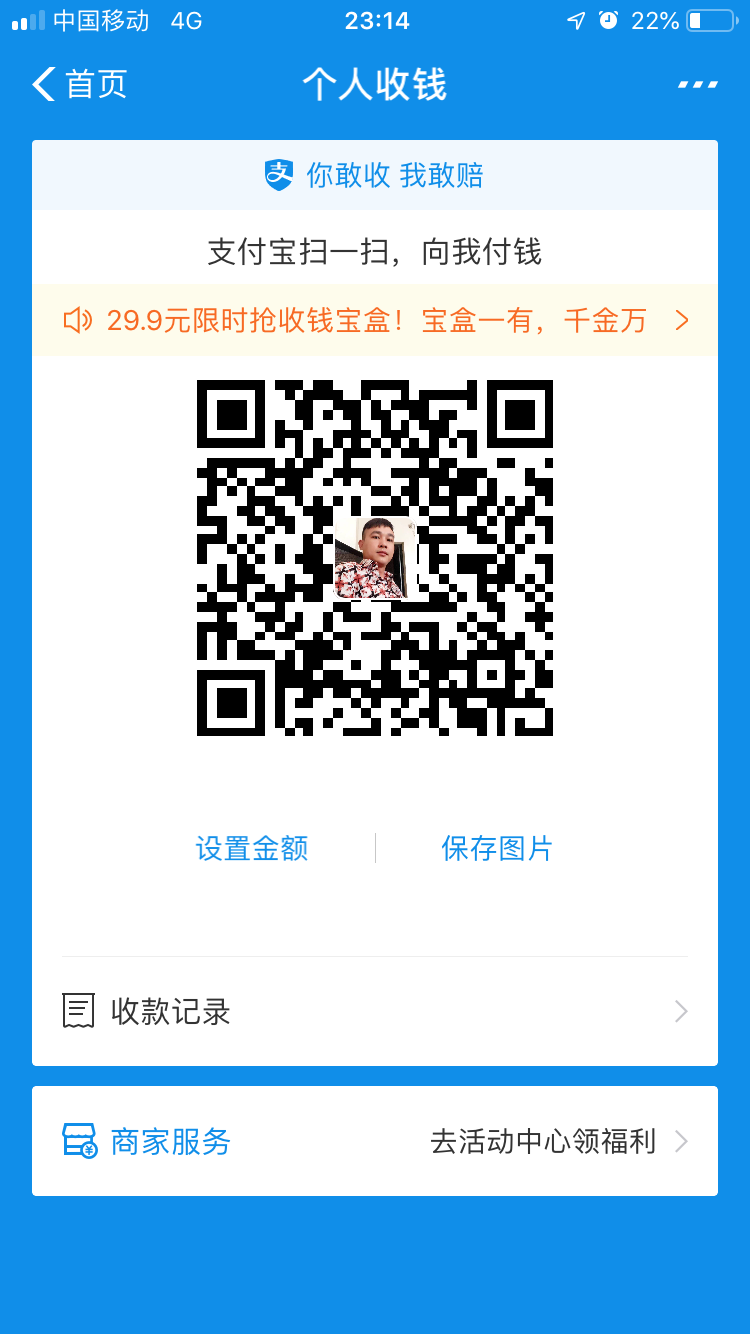 中国移动 4G 23:14 22%
首页 个人收钱
支 你敢收 我敢赔
支付宝扫一扫，向我付钱
29.9元限时抢收钱宝盒！宝盒一有，千金万
设置金额 保存图片
收款记录
商家服务 去活动中心领福利